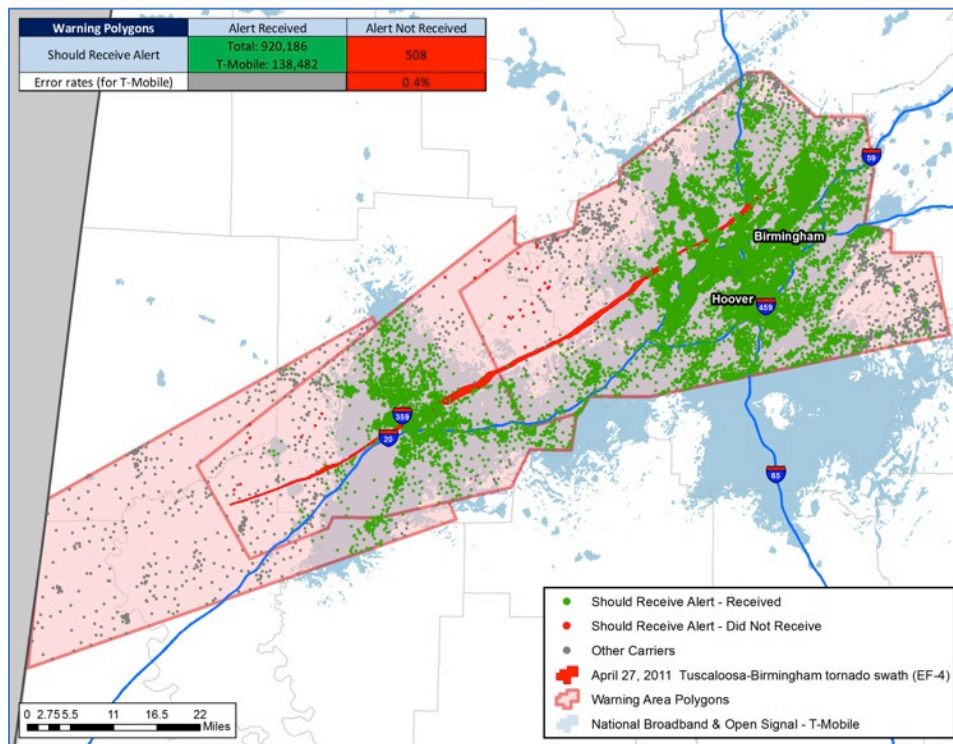 Warning Polygons Alert Received Alert Not Received
Should Receive Alert Total: 920,186 508
T-Mobile: 138,482
Error rates (for T-Mobile) 0.4%
59
Birmingham
Hoover
459
359
20
65
Should Receive Alert - Received
Should Receive Alert - Did Not Receive
Other Carriers
April 27, 2011 Tuscaloosa-Birmingham tornado swath (EF-4)
Warning Area Polygons
National Broadband & Open Signal - T-Mobile
0 2.75 5.5 11 16.5 22
Miles